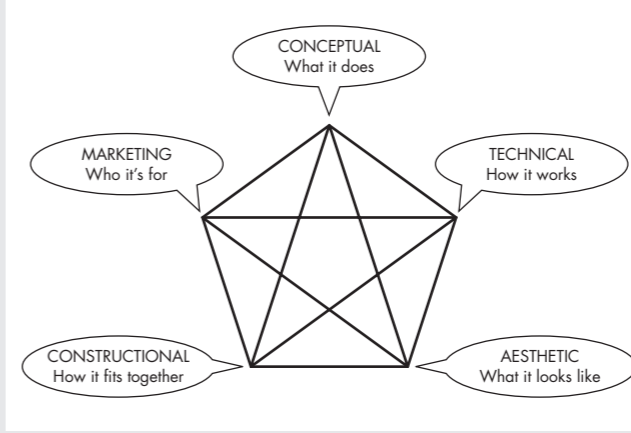 CONCEPTUAL
What it does
MARKETING
Who it's for
TECHNICAL
How it works
CONSTRUCTIONAL
How it fits together
AESTHETIC
What it looks like